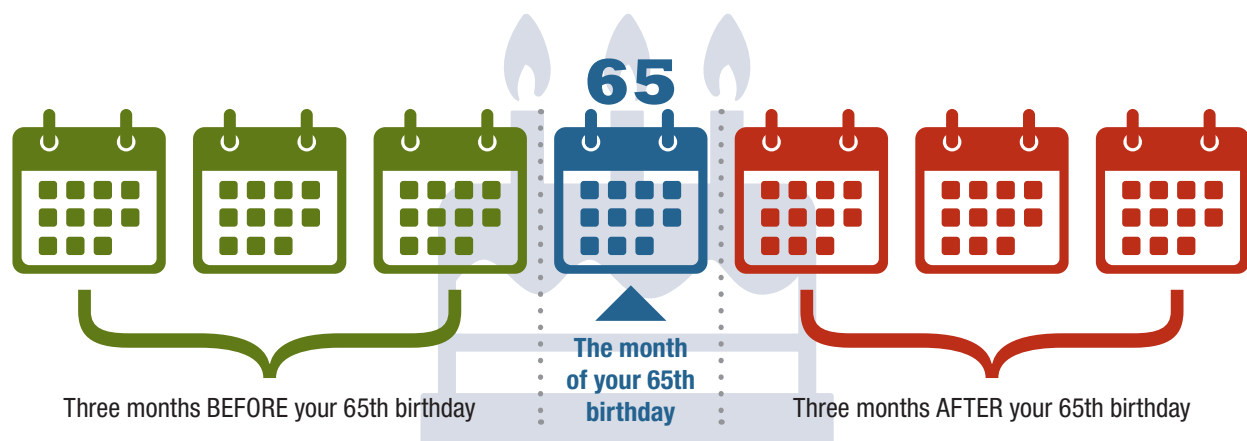 65
Three months BEFORE your 65th birthday
The month
of your 65th
birthday
Three months AFTER your 65th birthday